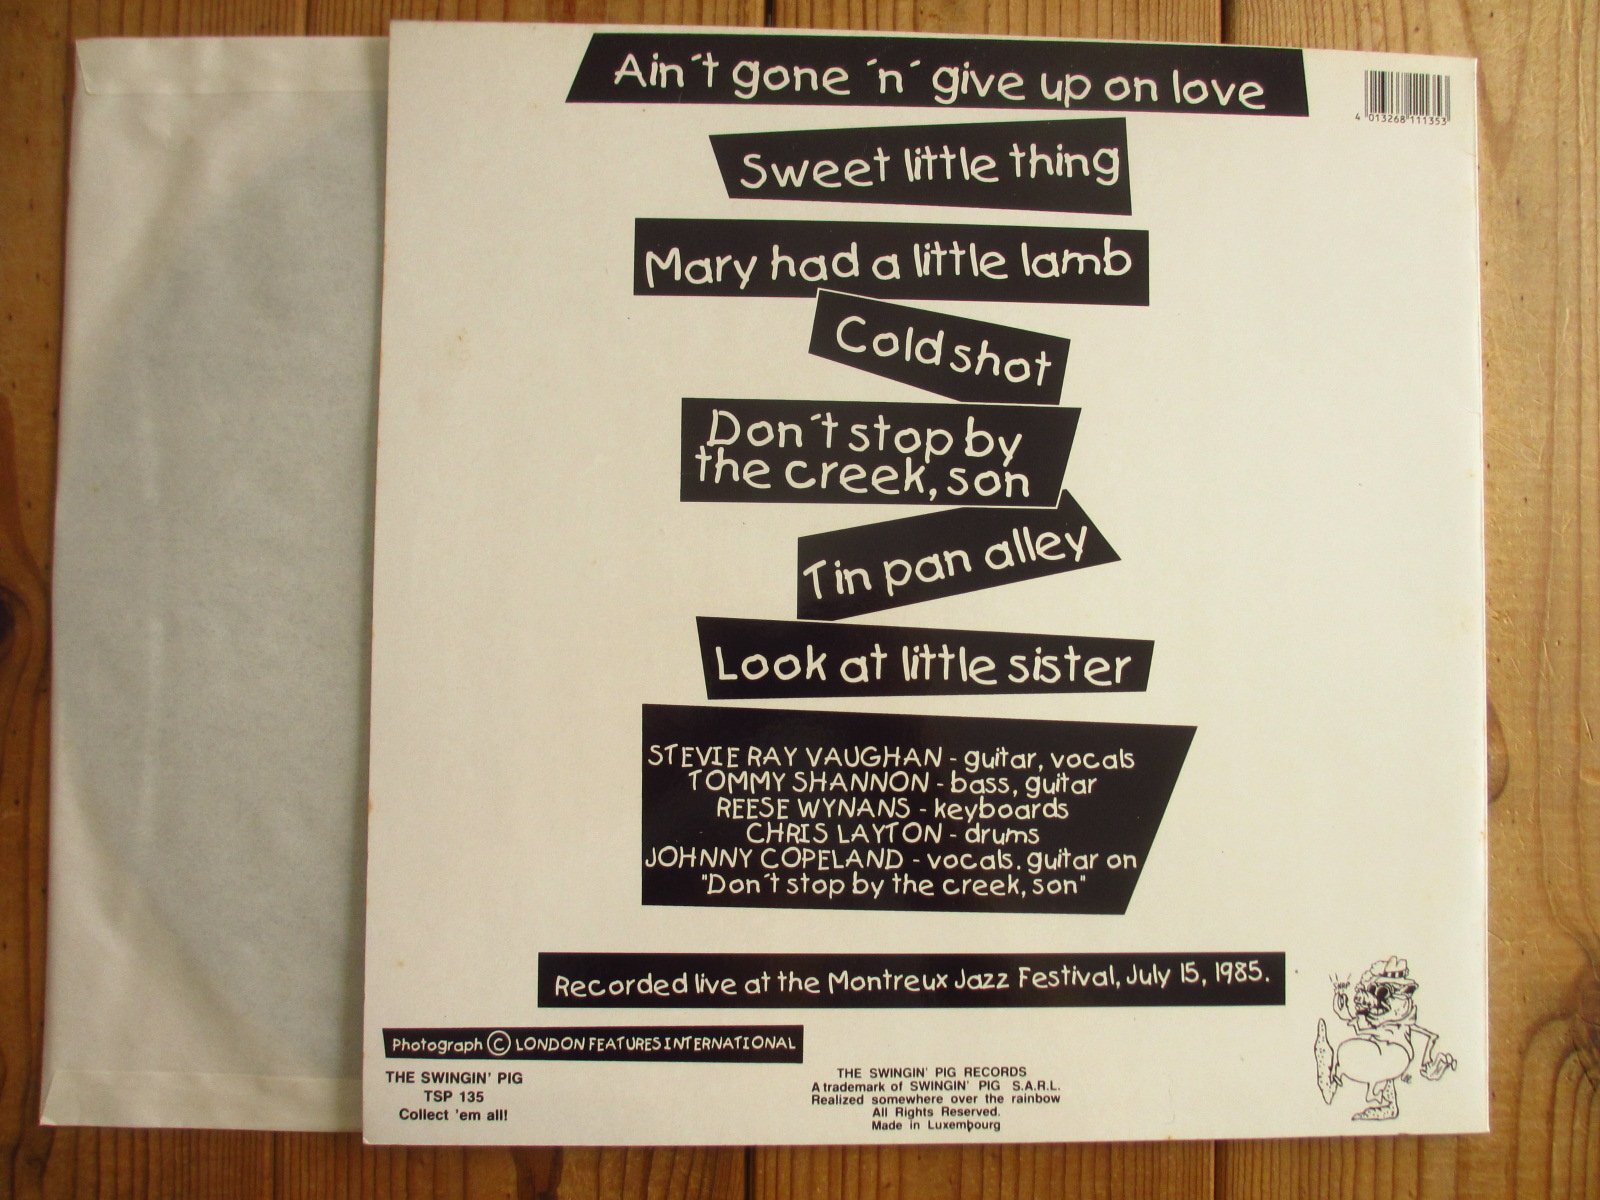 Ain´t gone ´n´ give up on love
4 013268 111353
Sweet little thing
Mary had a little lamb
Cold shot
Don´t stop by
the creek, son
Tin pan alley
Look at little sister
STEVIE RAY VAUGHAN - guitar, vocals
TOMMY SHANNON - bass, guitar
REESE WYNANS - keyboards
CHRIS LAYTON - drums
JOHNNY COPELAND - vocals. guitar on
"Don´t stop by the creek, son"
Recorded live at the Montreux Jazz Festival, July 15, 1985.
Photograph © LONDON FEATURES INTERNATIONAL
THE SWINGIN' PIG
TSP 135
Collect 'em all!
THE SWINGIN' PIG RECORDS
A trademark of SWINGIN' PIG S.A.R.L.
Realized somewhere over the rainbow
All Rights Reserved.
Made in Luxembourg